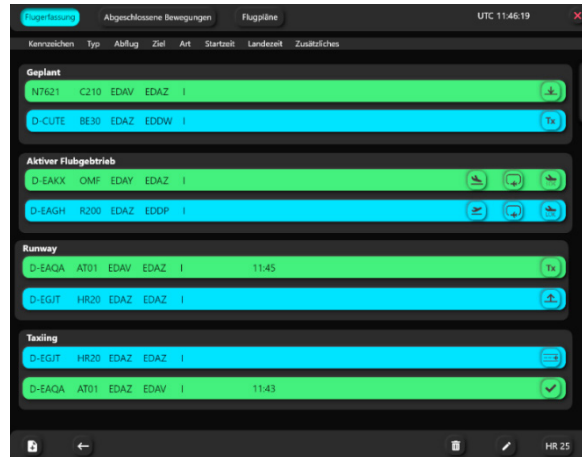 Flugerfassung Abgeschlossene Bewegungen Flugpläne UTC 11:46:19
Kennzeichen Typ Abflug Ziel Art Startzeit Landezeit Zusätzliches
Geplant
N7621 C210 EDAV EDAZ I
D-CUTE BE30 EDAZ EDDW I Tx
Aktiver Flubgebtrieb
D-EAKX OMF EDAY EDAZ I
D-EAGH R200 EDAZ EDDP I
Runway
D-EAQA AT01 EDAV EDAZ I 11:45 Tx
D-EGJT HR20 EDAZ EDAZ I
Taxiing
D-EGJT HR20 EDAZ EDAZ I
D-EAQA AT01 EDAZ EDAV I 11:43
HR 25